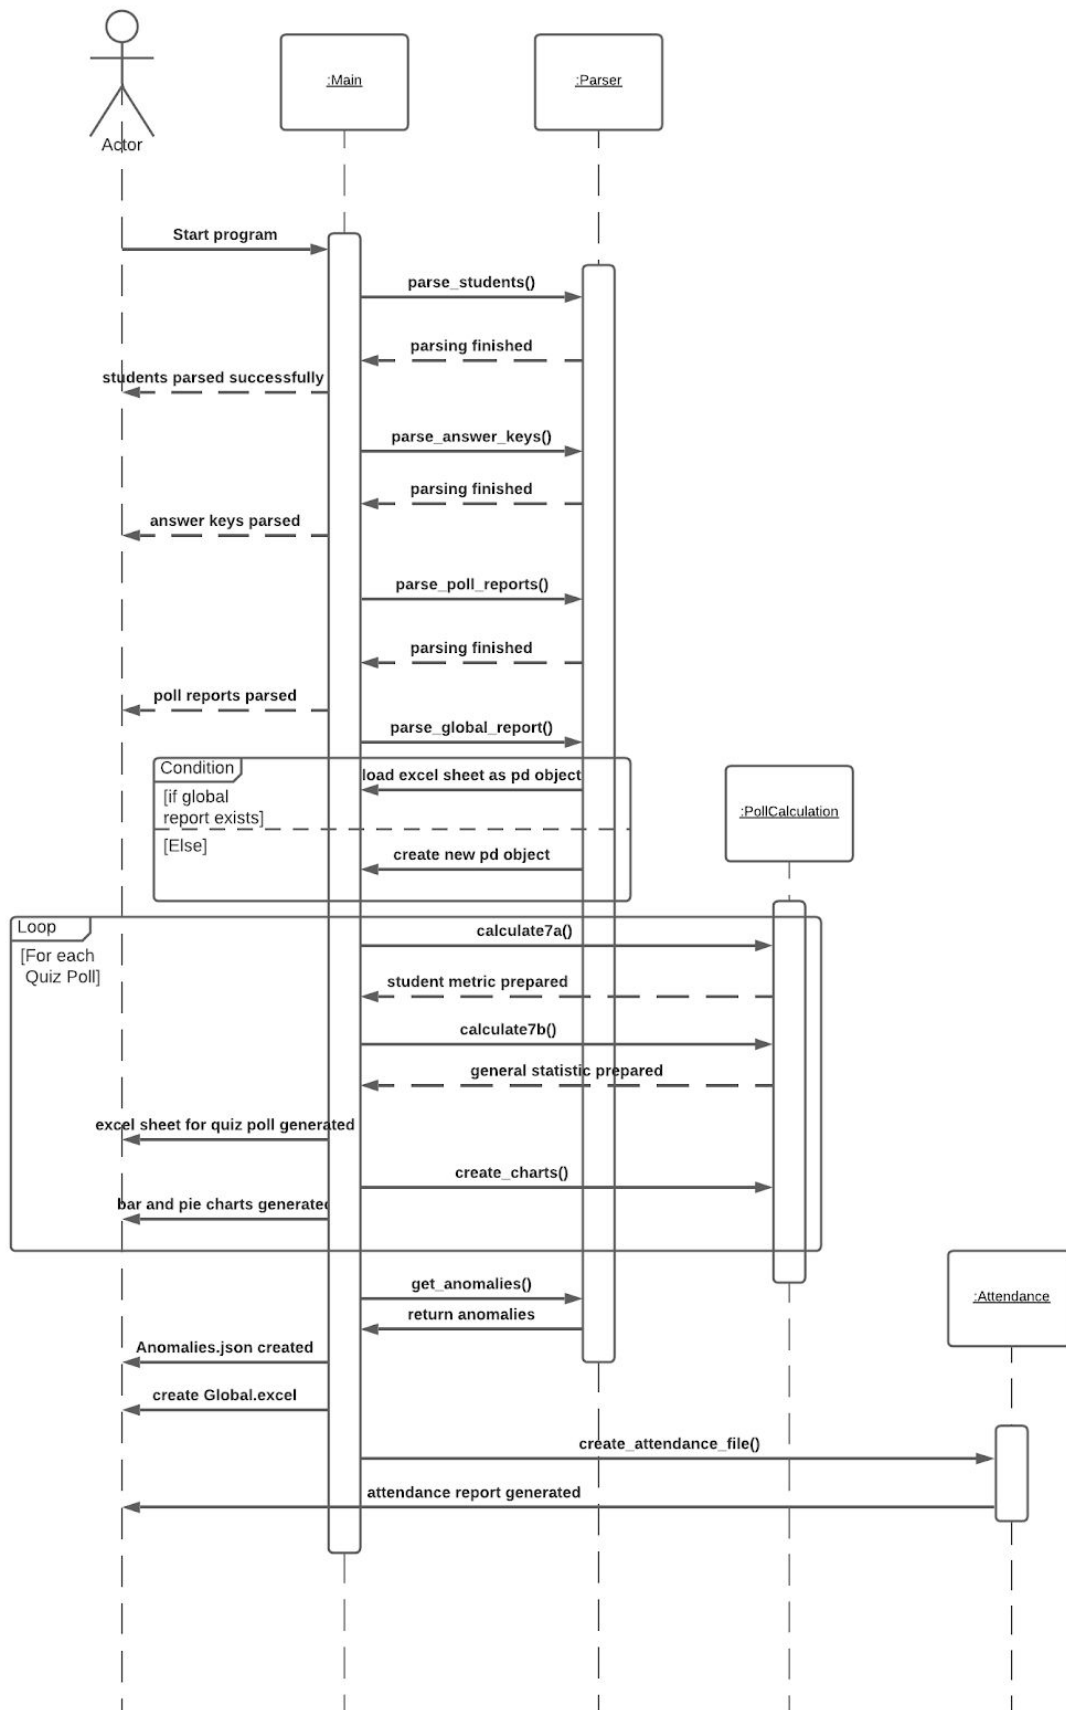 Actor
:Main
:Parser
Start program
parse_students()
parsing finished
students parsed successfully
parse_answer_keys()
parsing finished
answer keys parsed
parse_poll_reports()
parsing finished
poll reports parsed
parse_global_report()
Condition
load excel sheet as pd object
[if global
report exists]
:PollCalculation
[Else]
create new pd object
Loop
calculate7a()
[For each
Quiz Poll]
student metric prepared
calculate7b()
general statistic prepared
excel sheet for quiz poll generated
create_charts()
bar and pie charts generated
get_anomalies()
:Attendance
return anomalies
Anomalies.json created
create Global.excel
create_attendance_file()
attendance report generated